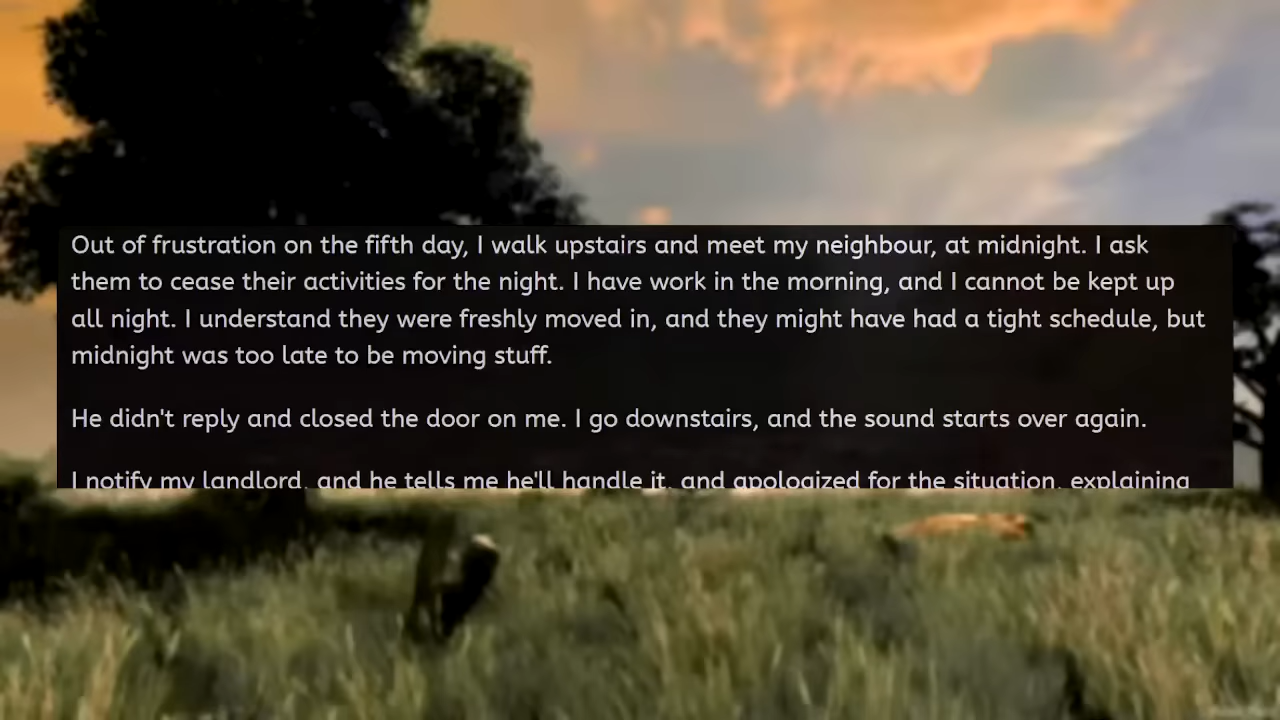 Out of frustration on the fifth day, I walk upstairs and meet my neighbour, at midnight. I ask
them to cease their activities for the night. I have work in the morning, and I cannot be kept up
all night. I understand they were freshly moved in, and they might have had a tight schedule, but
midnight was too late to be moving stuff.
He didn't reply and closed the door on me. I go downstairs, and the sound starts over again.
I notify my landlord, and he tells me he'll handle it, and apologized for the situation, explaining